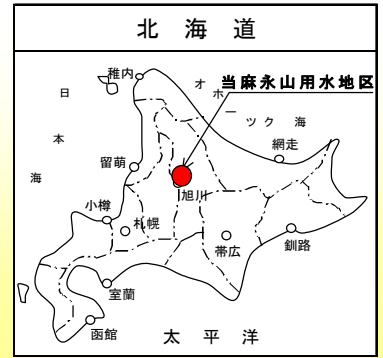 北海道
稚内
オホーツク海
当麻永山用水地区
日本海
網走
留萌
旭川
小樽
札幌
帯広
釧路
室蘭
函館
太平洋